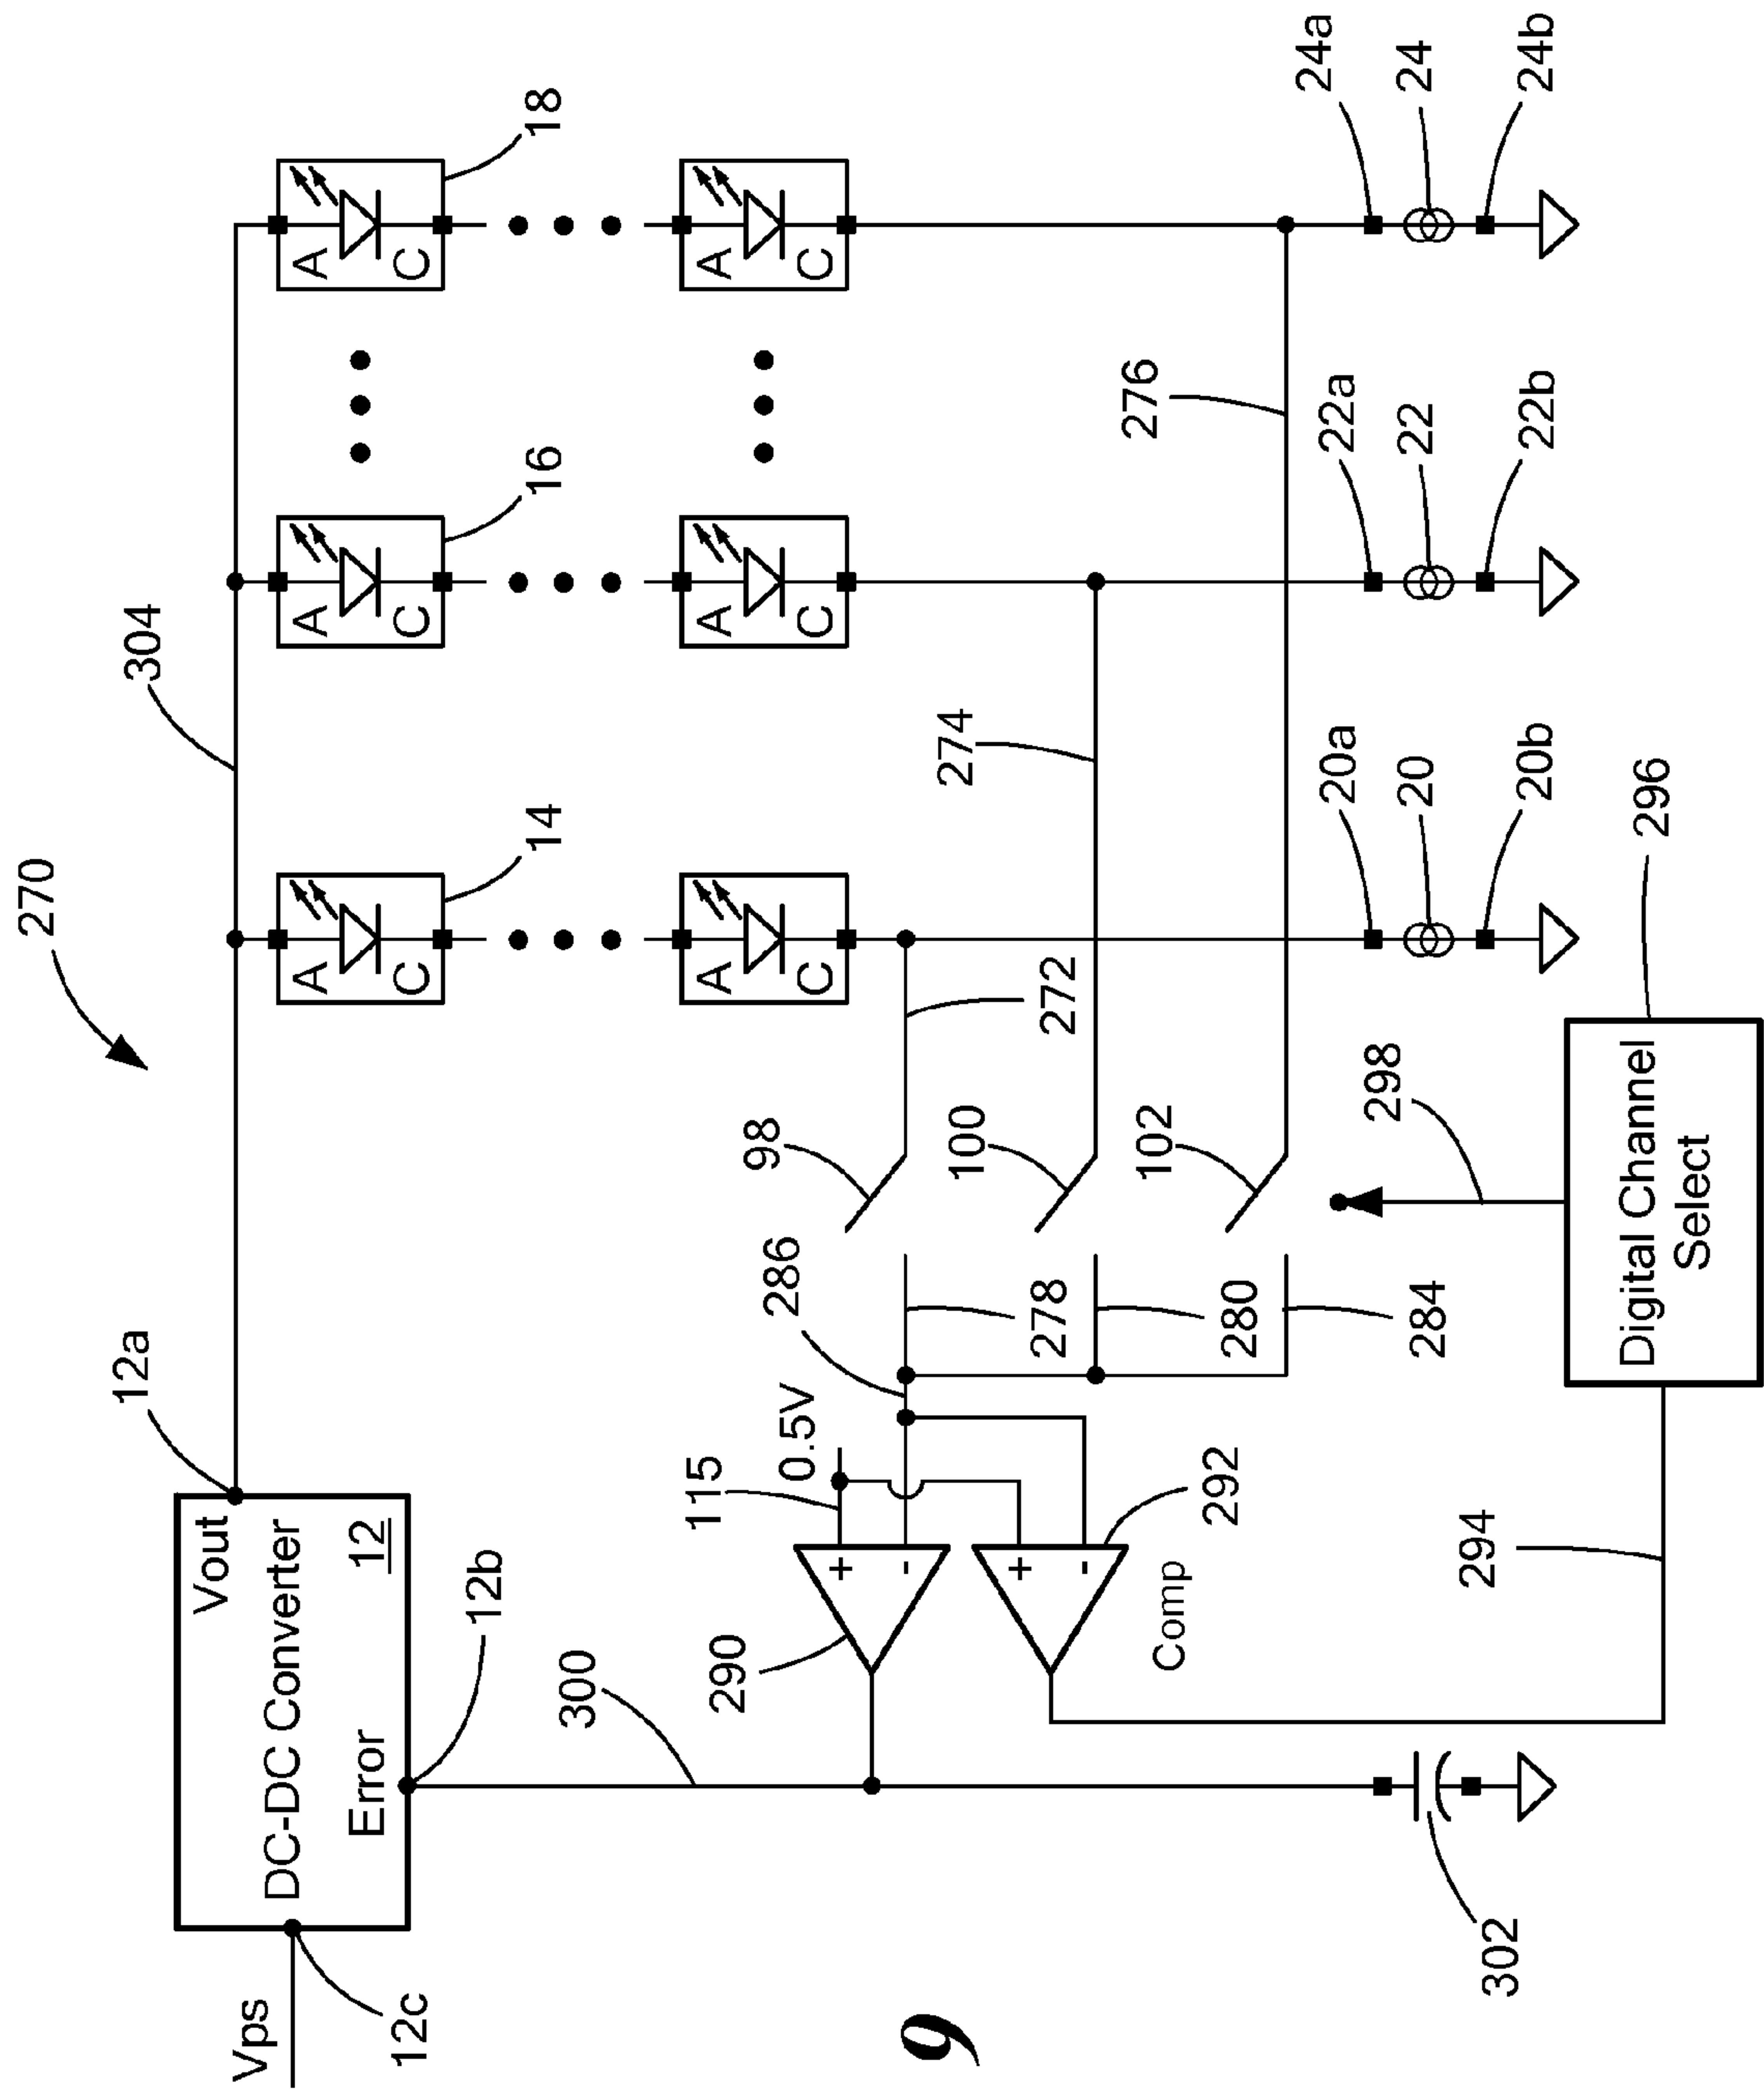 270
304
12a
Vout
DC-DC Converter
12
Error
12b
12c
Vps
14
16
18
A
C
A
C
A
C
A
C
A
C
A
C
300
115
0.5V
286
98
272
274
276
100
102
278
280
284
290
+
-
+
-
292
Comp
294
298
Digital Channel
Select
296
20a
20
20b
22a
22
22b
24a
24
24b
302
9